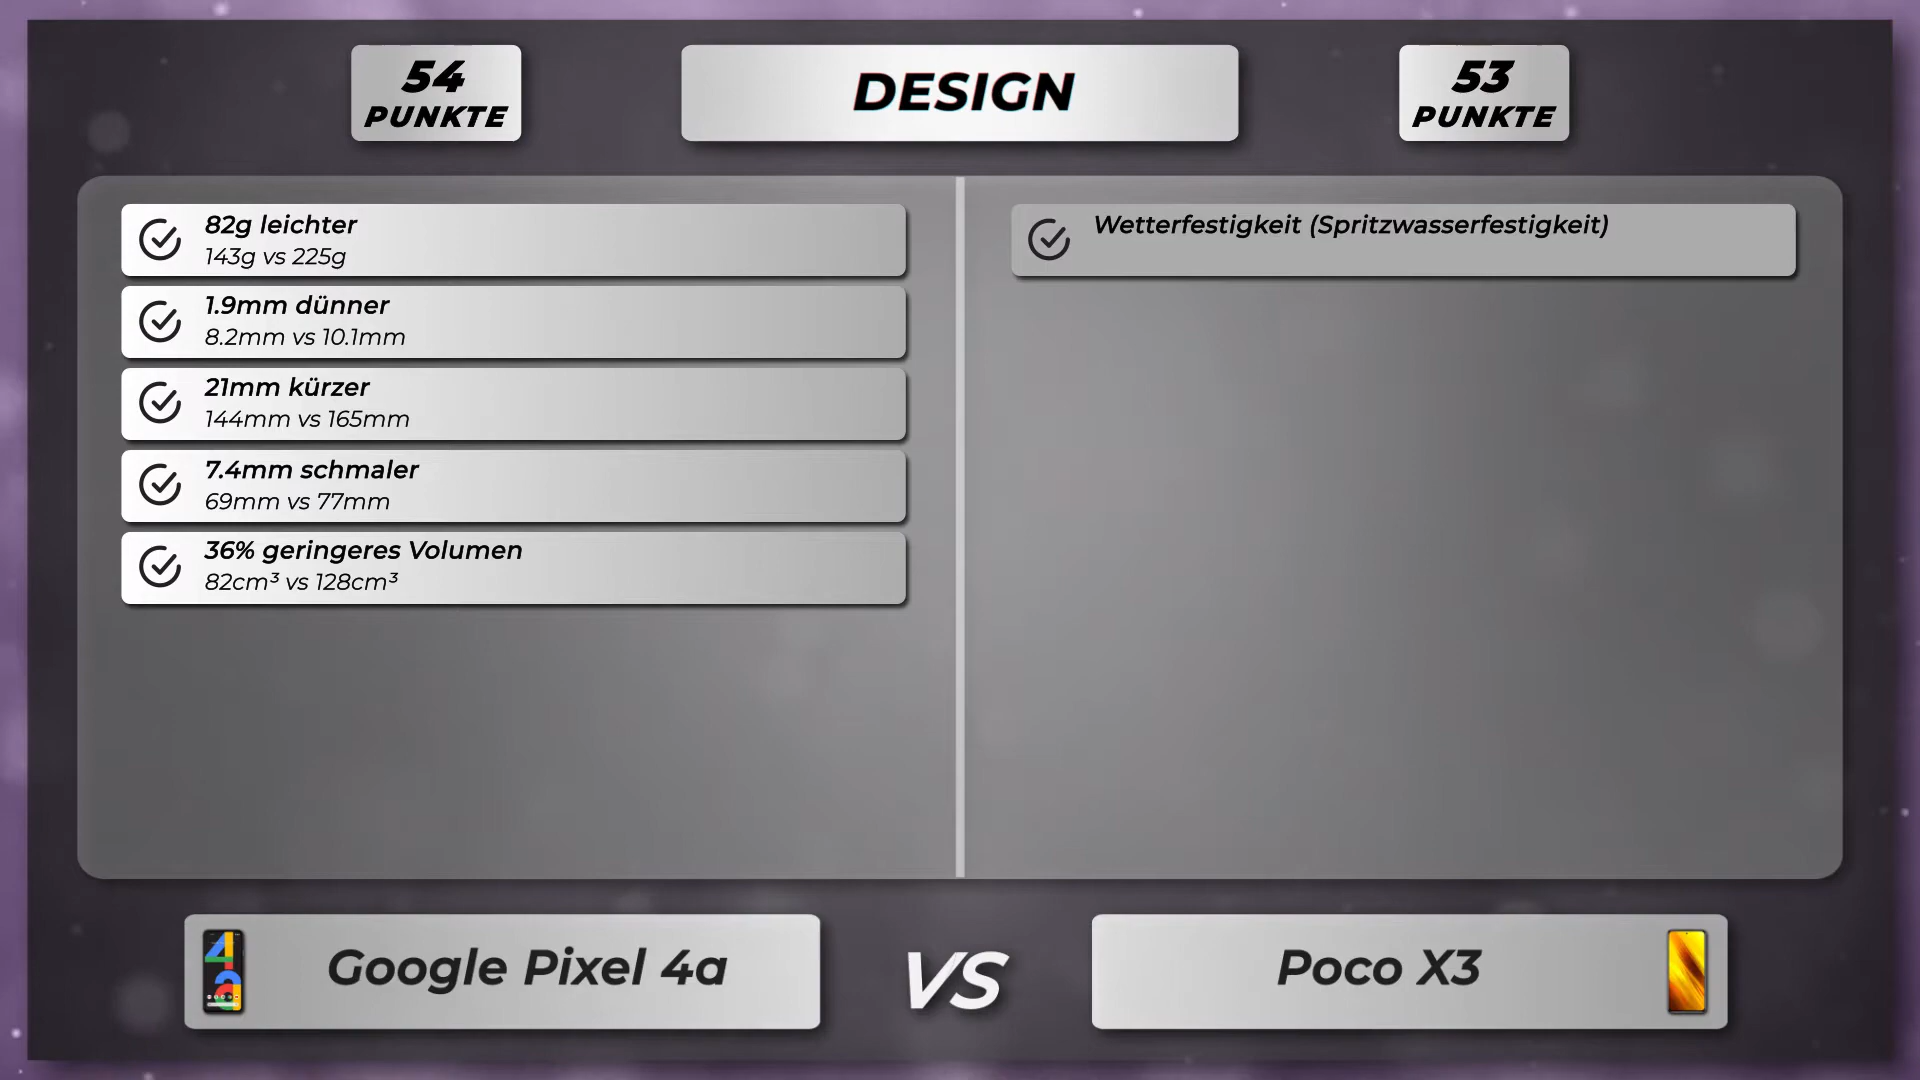 54
PUNKTE
DESIGN
53
PUNKTE
82g leichter
143g vs 225g
1.9mm dünner
8.2mm vs 10.1mm
21mm kürzer
144mm vs 165mm
7.4mm schmaler
69mm vs 77mm
36% geringeres Volumen
82cm³ vs 128cm³
Wetterfestigkeit (Spritzwasserfestigkeit)
Google Pixel 4a
VS
Poco X3